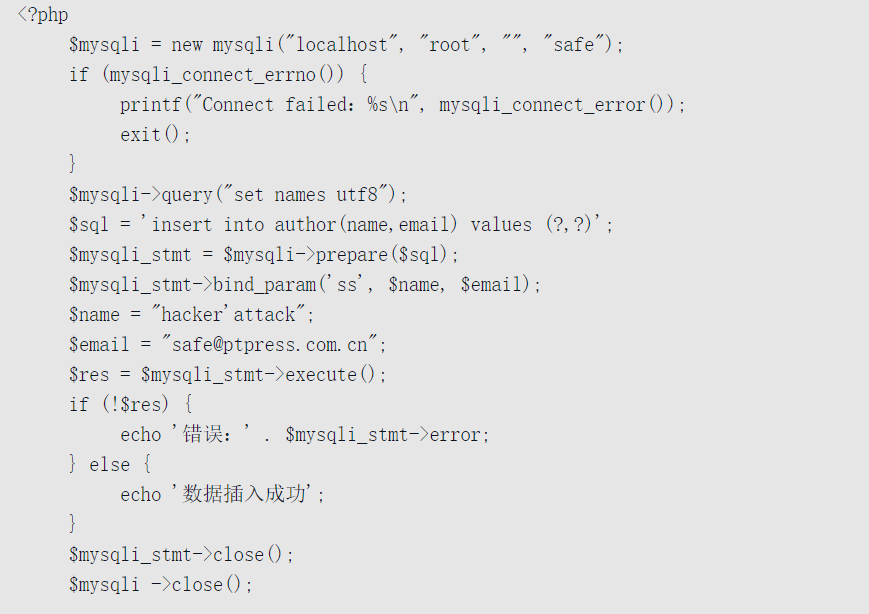 <?php
$mysqli = new mysqli("localhost", "root", "", "safe");
if (mysqli_connect_errno()) {
printf("Connect failed: %s\n", mysqli_connect_error());
exit();
}
$mysqli->query("set names utf8");
$sql = 'insert into author(name,email) values (?,?)';
$mysqli_stmt = $mysqli->prepare($sql);
$mysqli_stmt->bind_param('ss', $name, $email);
$name = "hacker'attack";
$email = "safe@ptpress.com.cn";
$res = $mysqli_stmt->execute();
if (!$res) {
echo '错误：' . $mysqli_stmt->error;
} else {
echo '数据插入成功';
}
$mysqli_stmt->close();
$mysqli ->close();